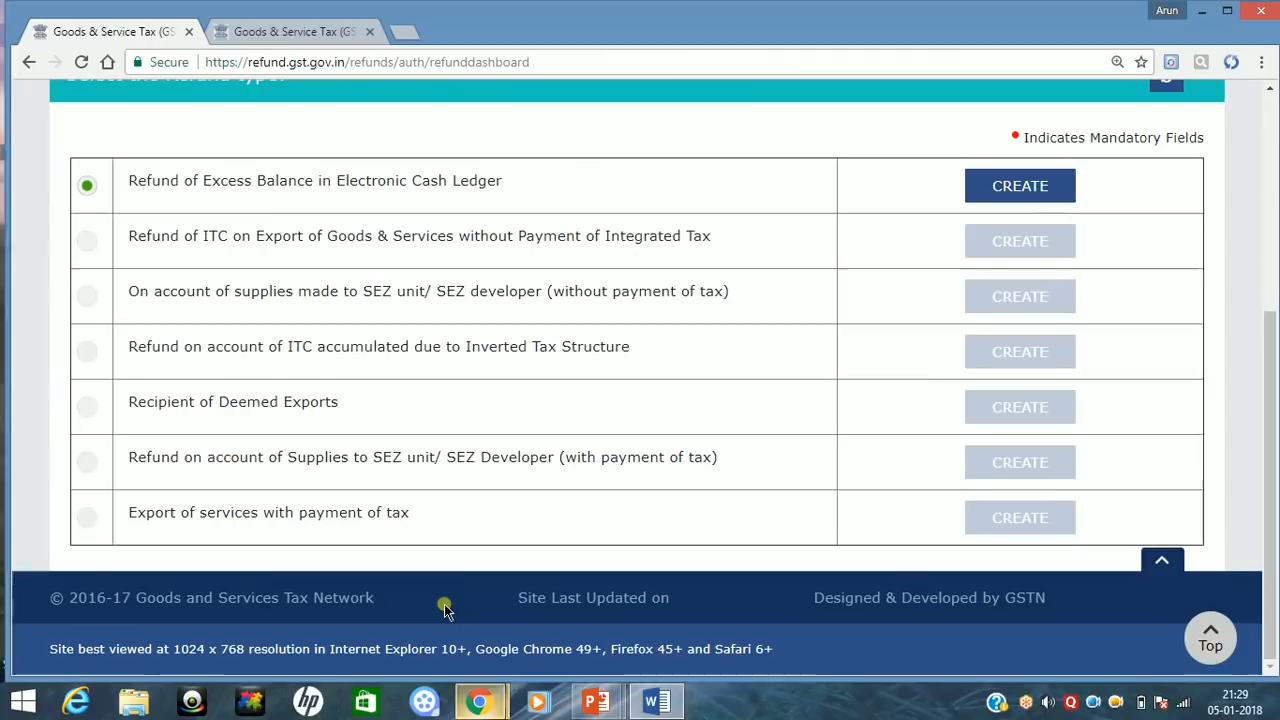 Arun
Goods & Service Tax (GS
Goods & Service Tax (GS
Secure
https://refund.gst.gov.in/refunds/auth/refunddashboard
Indicates Mandatory Fields
Refund of Excess Balance in Electronic Cash Ledger
CREATE
Refund of ITC on Export of Goods & Services without Payment of Integrated Tax
CREATE
On account of supplies made to SEZ unit/ SEZ developer (without payment of tax)
CREATE
Refund on account of ITC accumulated due to Inverted Tax Structure
CREATE
Recipient of Deemed Exports
CREATE
Refund on account of Supplies to SEZ unit/ SEZ Developer (with payment of tax)
CREATE
Export of services with payment of tax
CREATE
© 2016-17 Goods and Services Tax Network
Site Last Updated on
Designed & Developed by GSTN
Site best viewed at 1024 x 768 resolution in Internet Explorer 10+, Google Chrome 49+, Firefox 45+ and Safari 6+
Top
21:29
05-01-2018